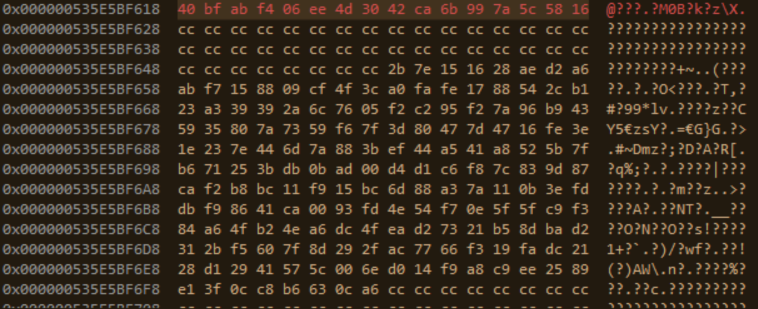 0x000000535E5BF618 40 bf ab f4 06 ee 4d 30 42 ca 6b 99 7a 5c 58 16 @???.?M0B?k?z\X.
0x000000535E5BF628 cc cc cc cc cc cc cc cc cc cc cc cc cc cc cc cc ????????????????
0x000000535E5BF638 cc cc cc cc cc cc cc cc cc cc cc cc cc cc cc cc ????????????????
0x000000535E5BF648 cc cc cc cc cc cc cc cc 2b 7e 15 16 28 ae d2 a6 ????????+~..(???
0x000000535E5BF658 ab f7 15 88 09 cf 4f 3c a0 fa fe 17 88 54 2c b1 ??.?.?O<???.?T,?
0x000000535E5BF668 23 a3 39 39 2a 6c 76 05 f2 c2 95 f2 7a 96 b9 43 #?99*lv.????z??C
0x000000535E5BF678 59 35 80 7a 73 59 f6 7f 3d 80 47 7d 47 16 fe 3e Y5€zsY?.=€G}G.?>
0x000000535E5BF688 1e 23 7e 44 6d 7a 88 3b ef 44 a5 41 a8 52 5b 7f .#~Dmz?;?D?A?R[.
0x000000535E5BF698 b6 71 25 3b db 0b ad 00 d4 d1 c6 f8 7c 83 9d 87 ?q%;?.?.????|???
0x000000535E5BF6A8 ca f2 b8 bc 11 f9 15 bc 6d 88 a3 7a 11 0b 3e fd ????.?.?m??z..>?
0x000000535E5BF6B8 db f9 86 41 ca 00 93 fd 4e 54 f7 0e 5f 5f c9 f3 ???A?.??NT?.__??
0x000000535E5BF6C8 84 a6 4f b2 4e a6 dc 4f ea d2 73 21 b5 8d ba d2 ??O?N??O??s!????
0x000000535E5BF6D8 31 2b f5 60 7f 8d 29 2f ac 77 66 f3 19 fa dc 21 1+?`.?)/?wf?.??!
0x000000535E5BF6E8 28 d1 29 41 57 5c 00 6e d0 14 f9 a8 c9 ee 25 89 (?)AW\.n?.????%?
0x000000535E5BF6F8 e1 3f 0c c8 b6 63 0c a6 cc cc cc cc cc cc cc cc ??.??c.?????????